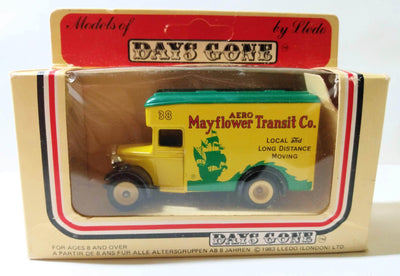 Models of by Lledo
DAYS GONE
38
AERO
Mayflower Transit Co.
LOCAL and
LONG DISTANCE
MOVING
FOR AGES 8 AND OVER
A PARTIR DE 8 ANS FUR ALLE ALTERSGRUPPEN AB 8 JAHREN
DAYS GONE
© 1983 LLEDO (LONDON) LTD.